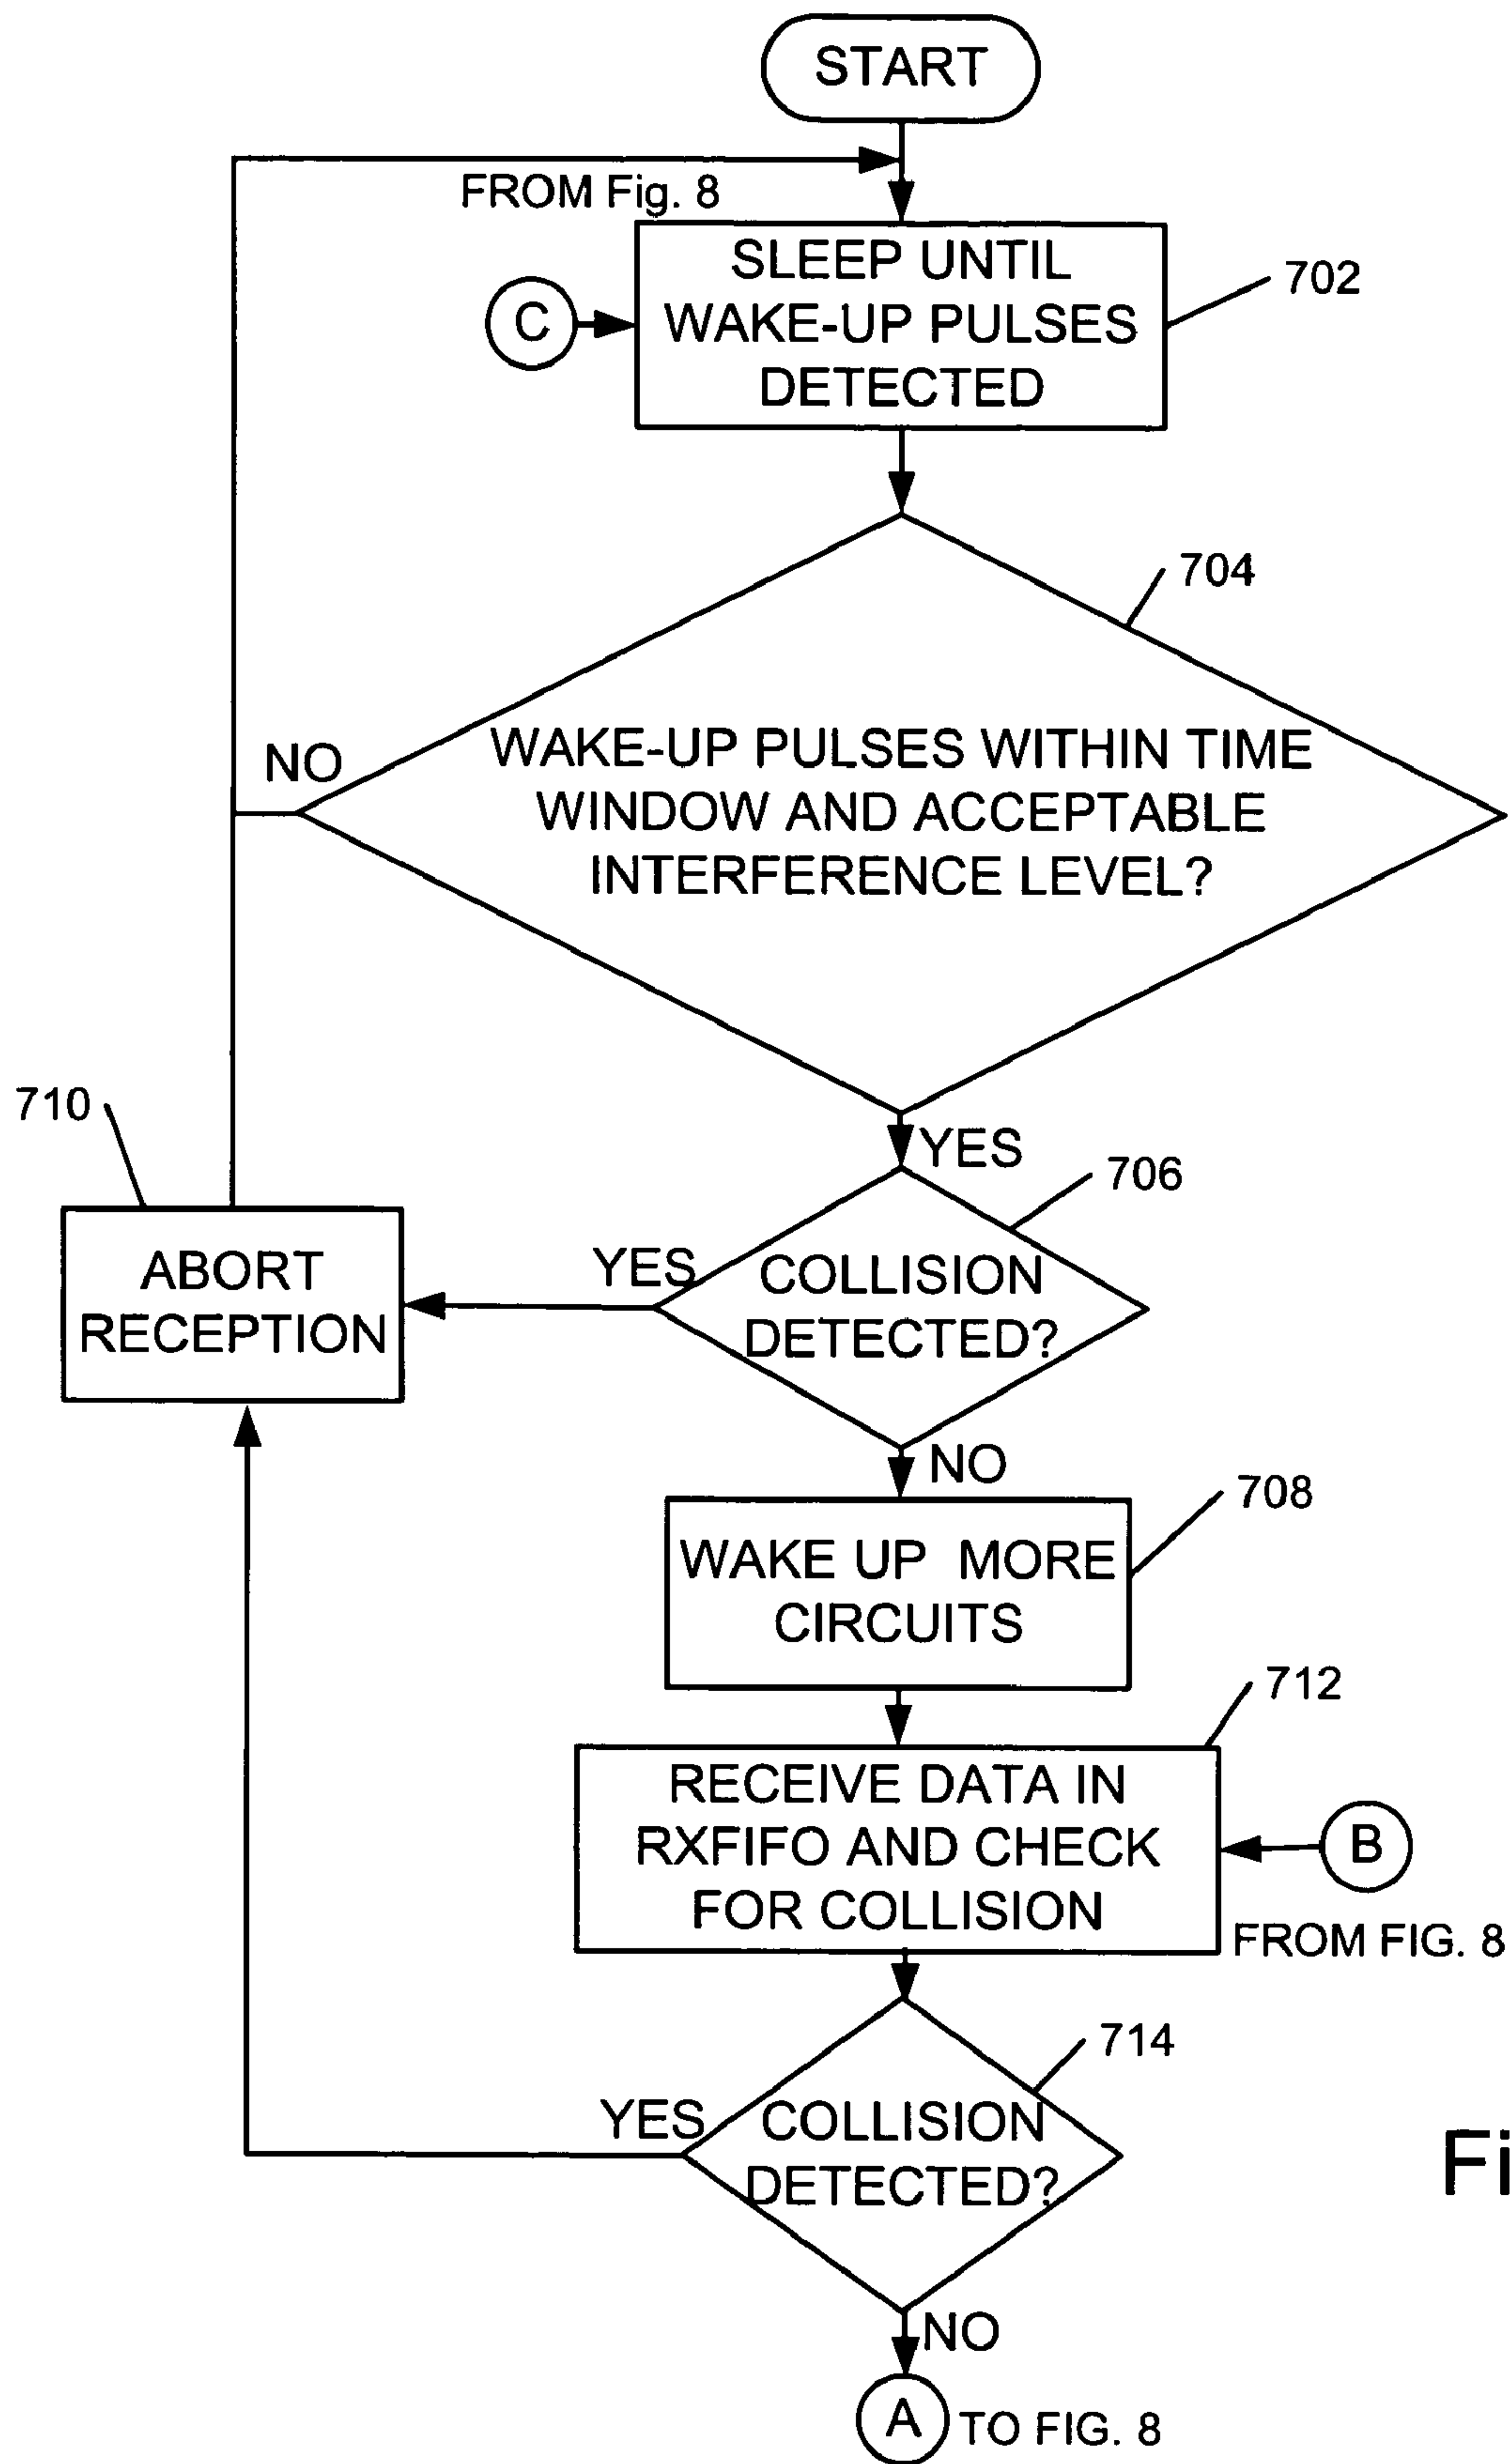 START
FROM Fig. 8
SLEEP UNTIL
WAKE-UP PULSES
DETECTED
702
C
704
WAKE-UP PULSES WITHIN TIME
WINDOW AND ACCEPTABLE
INTERFERENCE LEVEL?
NO
710
YES
706
ABORT
RECEPTION
YES
COLLISION
DETECTED?
NO
708
WAKE UP MORE
CIRCUITS
712
RECEIVE DATA IN
RXFIFO AND CHECK
FOR COLLISION
B
FROM FIG. 8
714
YES
COLLISION
DETECTED?
Fi
NO
A
TO FIG. 8